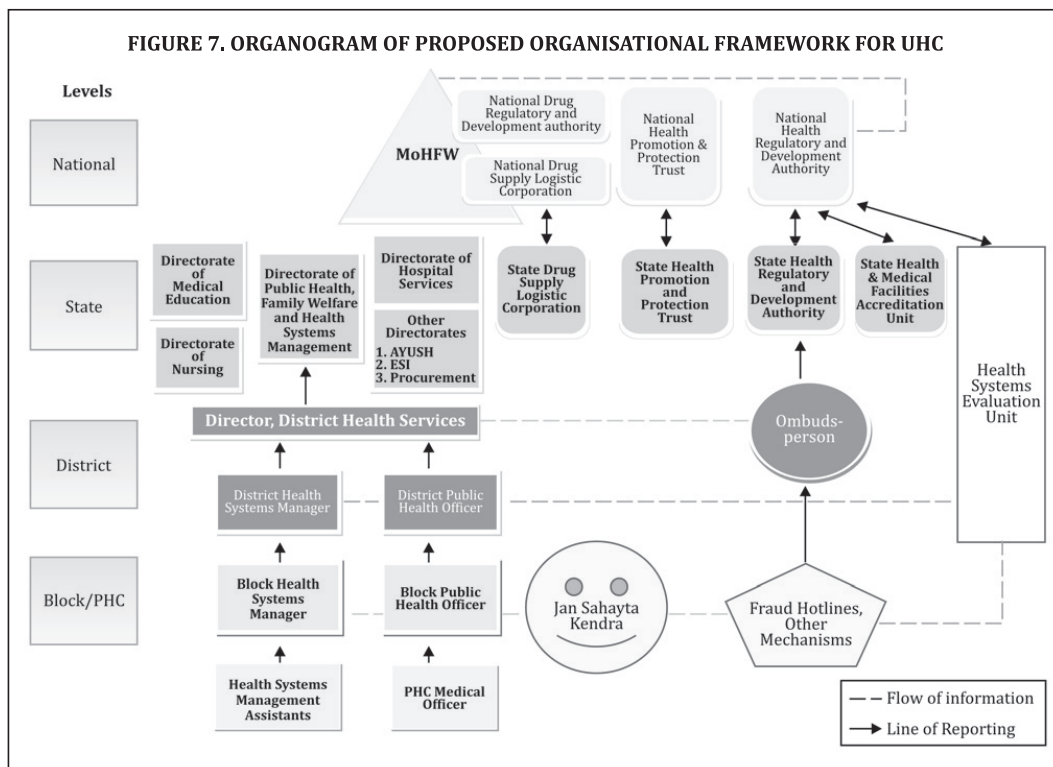 FIGURE 7. ORGANOGRAM OF PROPOSED ORGANISATIONAL FRAMEWORK FOR UHC
Levels
National
MoHFW
National Drug
Regulatory and
Development authority
National Drug
Supply Logistic
Corporation
National
Health
Promotion &
Protection
Trust
National
Health
Regulatory and
Development
Authority
State
Directorate
of
Medical
Education
Directorate
of
Nursing
Directorate of
Public Health,
Family Welfare
and Health
Systems
Management
Directorate of
Hospital
Services
Other
Directorates
1. AYUSH
2. ESI
3. Procurement
State Drug
Supply
Logistic
Corporation
State Health
Promotion
and
Protection
Trust
State Health
Regulatory
and
Development
Authority
State Health
& Medical
Facilities
Accreditation
Unit
Health
Systems
Evaluation
Unit
District
Director, District Health Services
Ombuds-
person
District Health
Systems Manager
District Public
Health Officer
Block/PHC
Block Health
Systems
Manager
Block Public
Health Officer
Jan Sahayta
Kendra
Fraud Hotlines,
Other
Mechanisms
Health Systems
Management
Assistants
PHC Medical
Officer
Flow of information
Line of Reporting